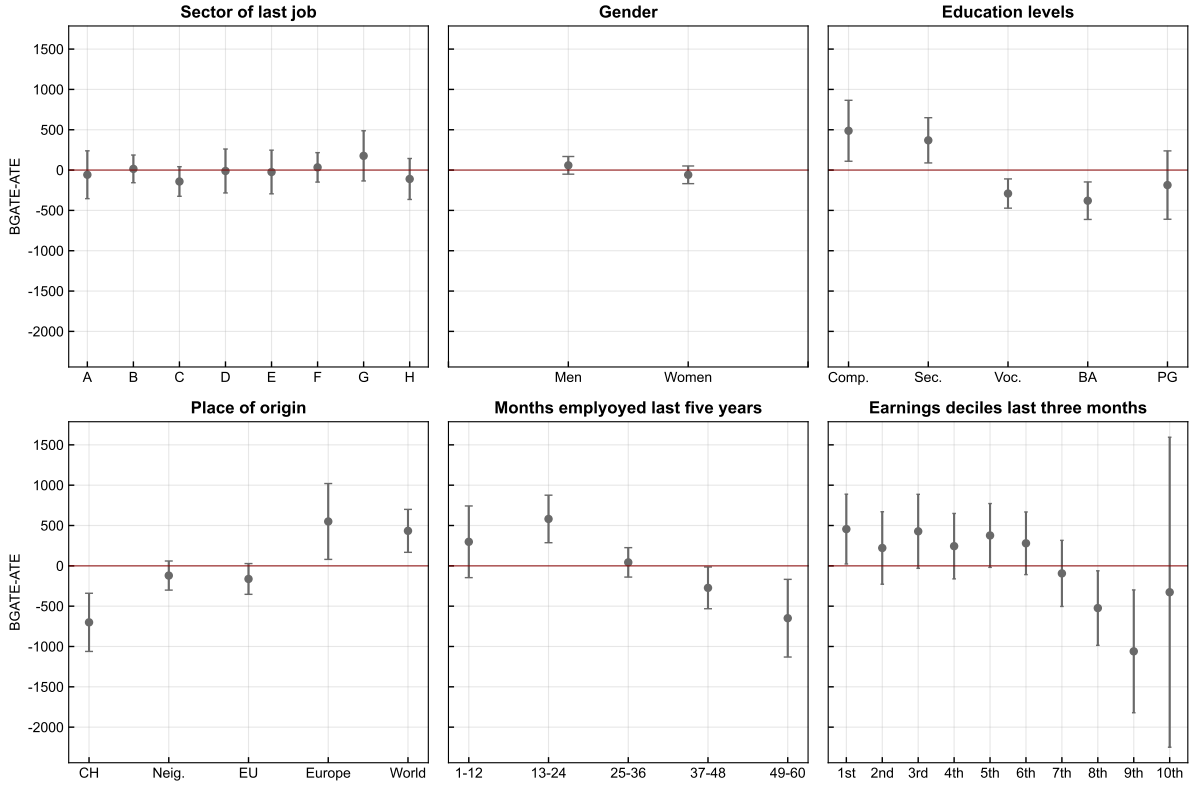 Sector of last job
Gender
Education levels
BGATE-ATE
1500
1000
500
0
-500
-1000
-1500
-2000
A B C D E F G H
Men Women
Comp. Sec. Voc. BA PG
Place of origin
Months emplyoyed last five years
Earnings deciles last three months
BGATE-ATE
1500
1000
500
0
-500
-1000
-1500
-2000
CH Neig. EU Europe World
1-12 13-24 25-36 37-48 49-60
1st 2nd 3rd 4th 5th 6th 7th 8th 9th 10th